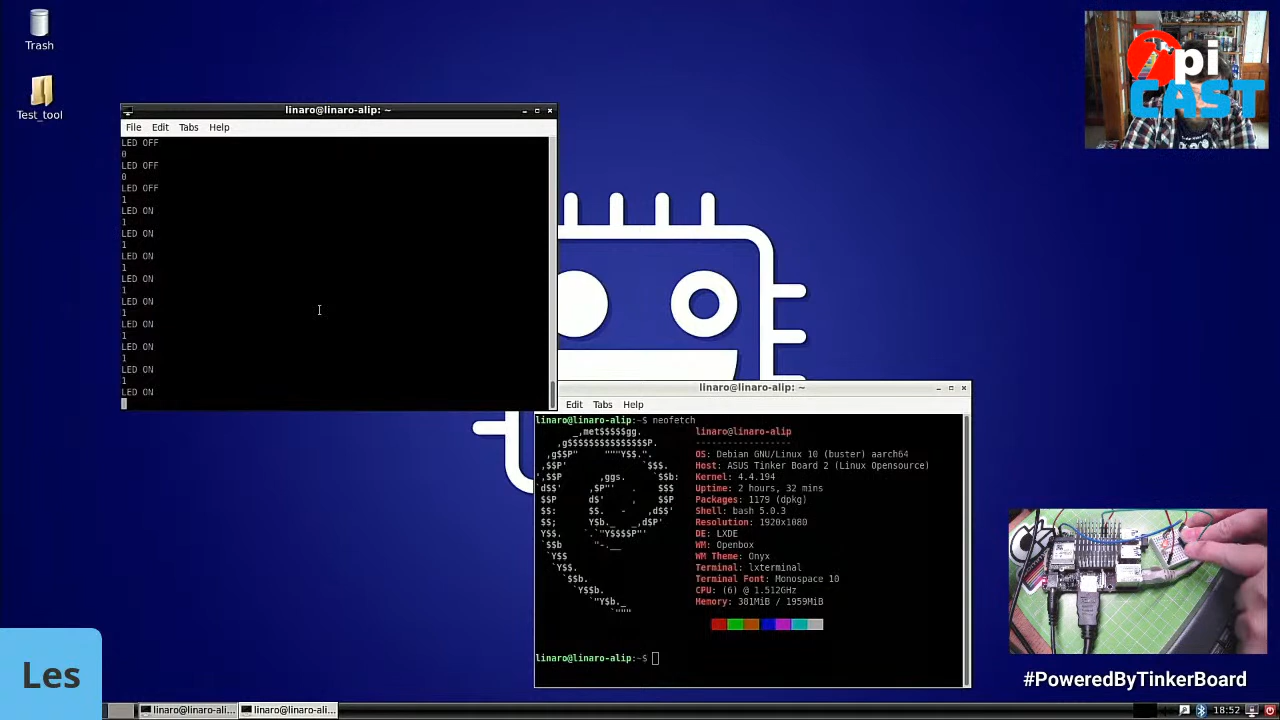 Trash
Test_tool
linaro@linaro-alip: ~
File Edit Tabs Help
LED OFF
0
LED OFF
0
LED OFF
1
LED ON
1
LED ON
1
LED ON
1
LED ON
1
LED ON
1
LED ON
1
LED ON
1
LED ON
1
LED ON
linaro@linaro-alip: ~
Edit Tabs Help
linaro@linaro-alip:~$ neofetch
_,met$$$$$gg.
,g$$$$$$$$$$$$$$$P.
,g$$P" """Y$$.".
,$$P' `$$$.
',$$P ,ggs. `$$b:
`d$$' ,$P"' . $$$
$$P d$' , $$P
$$: $$. - ,d$$'
$$; Y$b._ _,d$P'
Y$$. `.`"Y$$$$P"'
`$$b "-.__
`Y$$
`Y$$.
`$$b.
`Y$$b.
`"Y$b._
`"""
linaro@linaro-alip
------------------
OS: Debian GNU/Linux 10 (buster) aarch64
Host: ASUS Tinker Board 2 (Linux Opensource)
Kernel: 4.4.194
Uptime: 2 hours, 32 mins
Packages: 1179 (dpkg)
Shell: bash 5.0.3
Resolution: 1920x1080
DE: LXDE
WM: Openbox
WM Theme: Onyx
Terminal: lxterminal
Terminal Font: Monospace 10
CPU: (6) @ 1.512GHz
Memory: 381MiB / 1959MiB
linaro@linaro-alip:~$
pi
CAST
Les
#PoweredByTinkerBoard
linaro@linaro-ali...
linaro@linaro-ali...
18:52